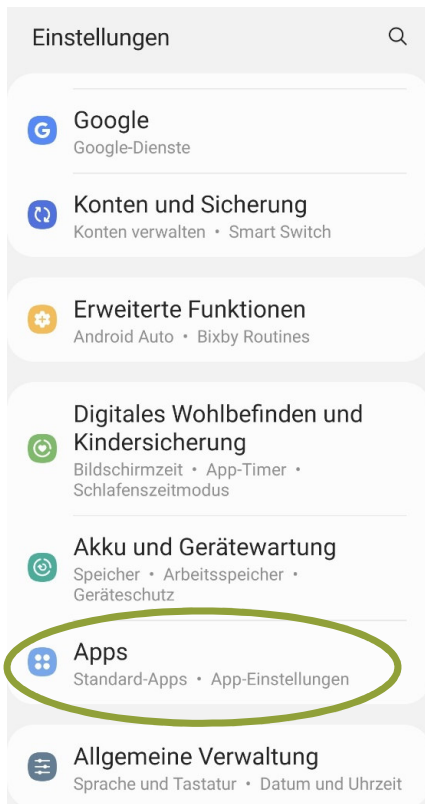 Einstellungen
Google
Google-Dienste
Konten und Sicherung
Konten verwalten • Smart Switch
Erweiterte Funktionen
Android Auto • Bixby Routines
Digitales Wohlbefinden und
Kindersicherung
Bildschirmzeit • App-Timer •
Schlafenszeitmodus
Akku und Gerätewartung
Speicher • Arbeitsspeicher •
Geräteschutz
Apps
Standard-Apps • App-Einstellungen
Allgemeine Verwaltung
Sprache und Tastatur • Datum und Uhrzeit